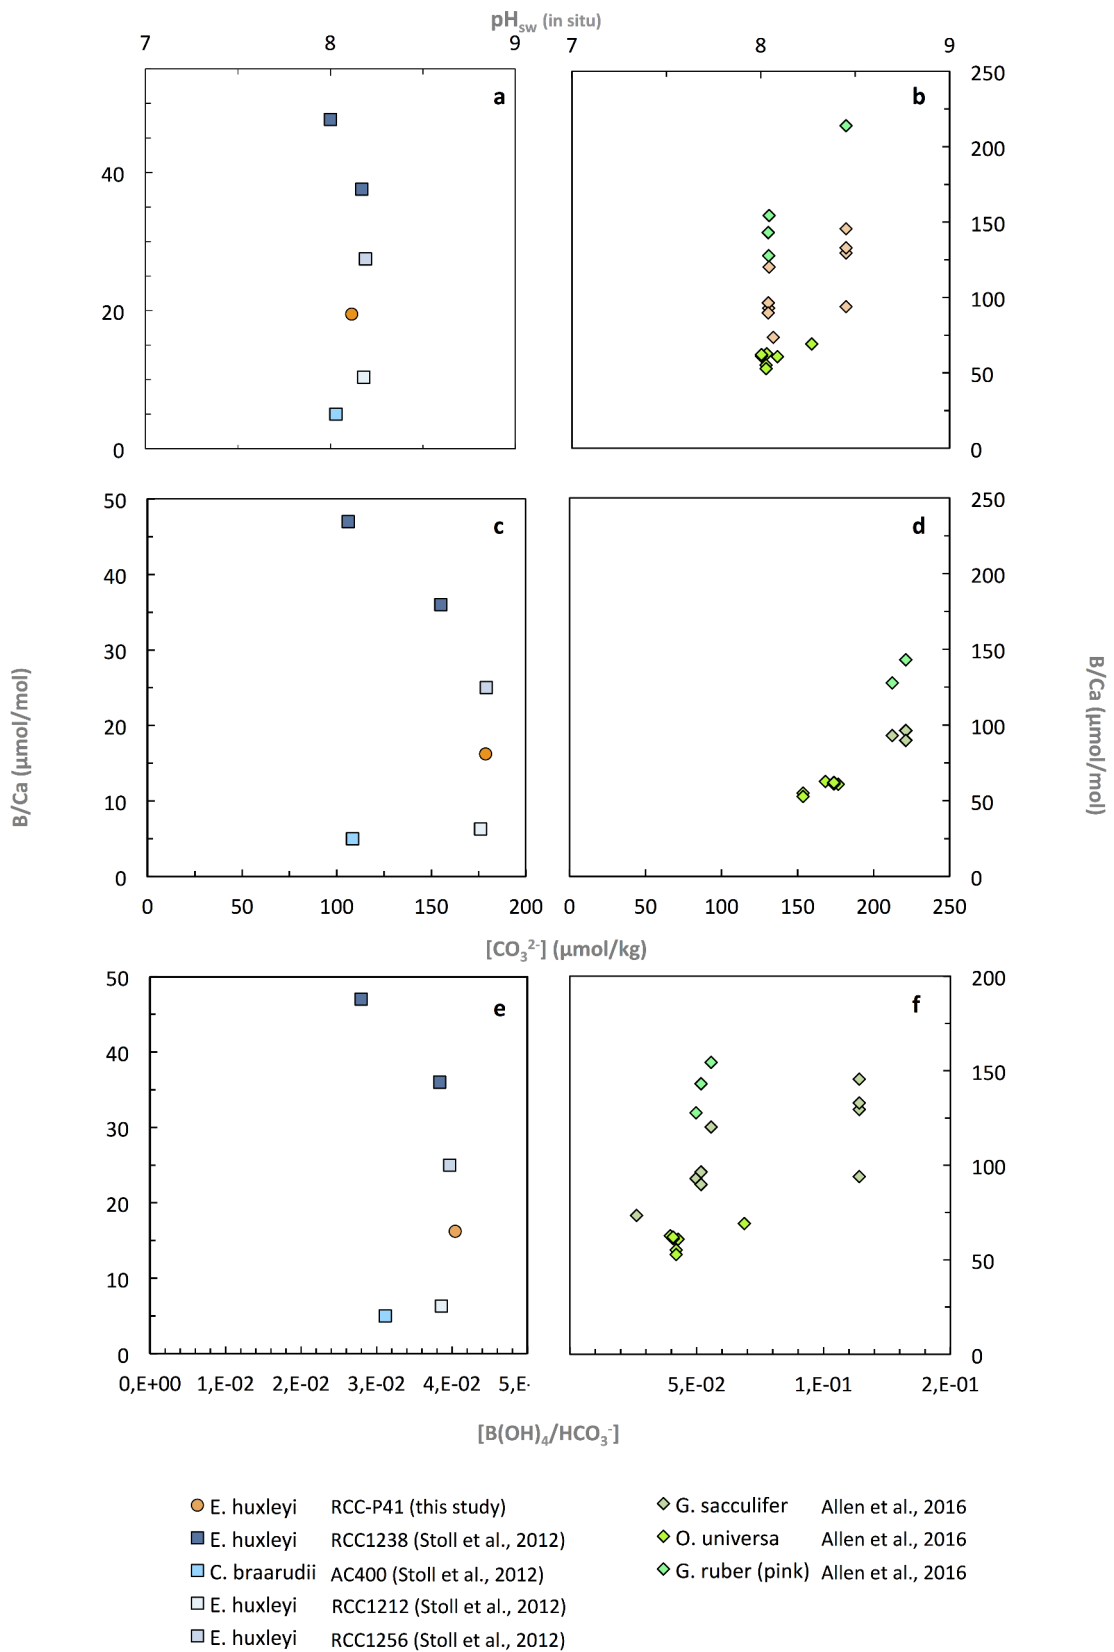 pH_sw (in situ)
7 8 9 7 8 9
a b
40
20
0
250
200
150
100
50
0
c d
50
40
30
20
10
0
250
200
150
100
50
0
0 50 100 150 200 0 50 100 150 200 250
B/Ca (µmol/mol)
B/Ca (µmol/mol)
[CO₃²⁻] (µmol/kg)
e f
50
40
30
20
10
0
200
150
100
50
0
0,E+00 1,E-02 2,E-02 3,E-02 4,E-02 5,E- 5,E-02 1,E-01 2,E-01
[B(OH)₄/HCO₃⁻]
E. huxleyi RCC-P41 (this study)
E. huxleyi RCC1238 (Stoll et al., 2012)
C. braarudii AC400 (Stoll et al., 2012)
E. huxleyi RCC1212 (Stoll et al., 2012)
E. huxleyi RCC1256 (Stoll et al., 2012)
G. sacculifer Allen et al., 2016
O. universa Allen et al., 2016
G. ruber (pink) Allen et al., 2016